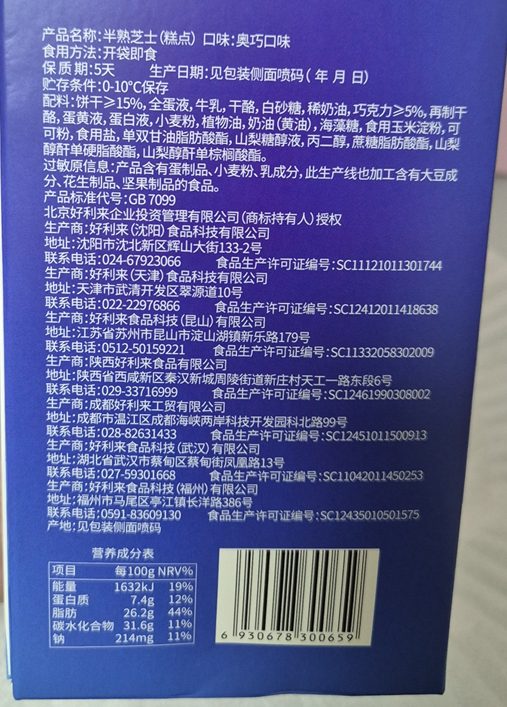 产品名称:半熟芝士(糕点) 口味:奥巧口味
食用方法:开袋即食
保质期:5天 生产日期:见包装侧面喷码( 年 月 日)
贮存条件:0-10℃保存
配料:饼干≥15%,全蛋液,牛乳,干酪,白砂糖,稀奶油,巧克力≥5%,再制干
酪,蛋黄液,蛋白液,小麦粉,植物油,奶油(黄油),海藻糖,食用玉米淀粉,可
可粉,食用盐,单双甘油脂肪酸酯,山梨糖醇液,丙二醇,蔗糖脂肪酸酯,山梨
醇酐单硬脂酸酯,山梨醇酐单棕榈酸酯。
过敏原信息:产品含有蛋制品、小麦粉、乳成分,此生产线也加工含有大豆成
分、花生制品、坚果制品的食品。
产品标准代号:GB 7099
北京好利来企业投资管理有限公司(商标持有人)授权
生产商:好利来(沈阳)食品科技有限公司
地址:沈阳市沈北新区辉山大街133-2号
联系电话:024-67923066 食品生产许可证编号:SC11121011301744
生产商:好利来(天津)食品科技有限公司
地址:天津市武清开发区翠源道10号
联系电话:022-22976866 食品生产许可证编号:SC12412011418638
生产商:好利来食品科技(昆山)有限公司
地址:江苏省苏州市昆山市淀山湖镇新乐路179号
联系电话:0512-50159221 食品生产许可证编号:SC11332058302009
生产商:陕西好利来食品有限公司
地址:陕西省西咸新区秦汉新城周陵街道新庄村天工一路东段6号
联系电话:029-33716999 食品生产许可证编号:SC12461990308002
生产商:成都好利来工贸有限公司
地址:成都市温江区成都海峡两岸科技开发园科北路99号
联系电话:028-82631433 食品生产许可证编号:SC12451011500913
生产商:好利来食品科技(武汉)有限公司
地址:湖北省武汉市蔡甸区蔡甸街凤凰路13号
联系电话:027-59301668 食品生产许可证编号:SC11042011450253
生产商:好利来食品科技(福州)有限公司
地址:福州市马尾区亭江镇长洋路386号
联系电话:0591-83609130 食品生产许可证编号:SC12435010501575
产地:见包装侧面喷码
营养成分表
项目 每100g NRV%
能量 1632kJ 19%
蛋白质 7.4g 12%
脂肪 26.2g 44%
碳水化合物 31.6g 11%
钠 214mg 11%
6 930678 300659